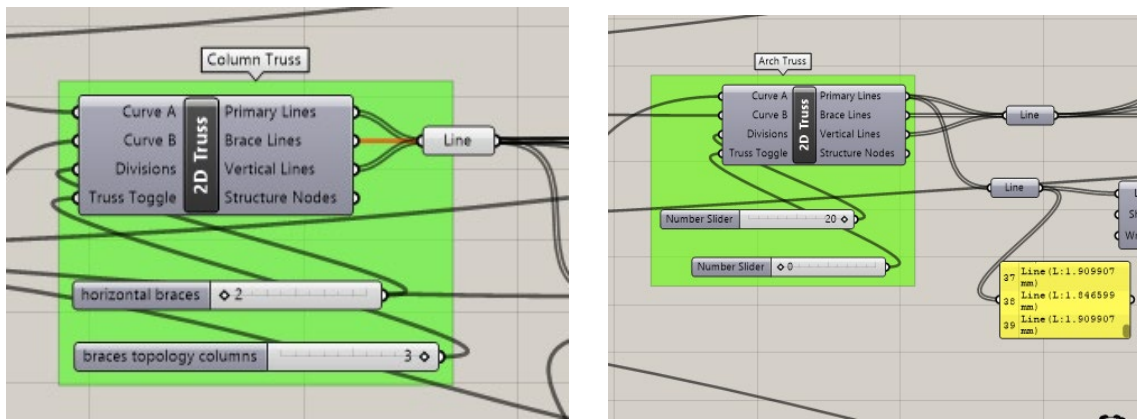 Column Truss
Curve A
Curve B
Divisions
Truss Toggle
2D Truss
Primary Lines
Brace Lines
Vertical Lines
Structure Nodes
Line
horizontal braces 2
braces topology columns 3
Arch Truss
Curve A
Curve B
Divisions
Truss Toggle
2D Truss
Primary Lines
Brace Lines
Vertical Lines
Structure Nodes
Line
Line
Number Slider 20
Number Slider 0
37 Line(L:1.909907
mm)
38 Line(L:1.846599
mm)
39 Line(L:1.909907
mm)